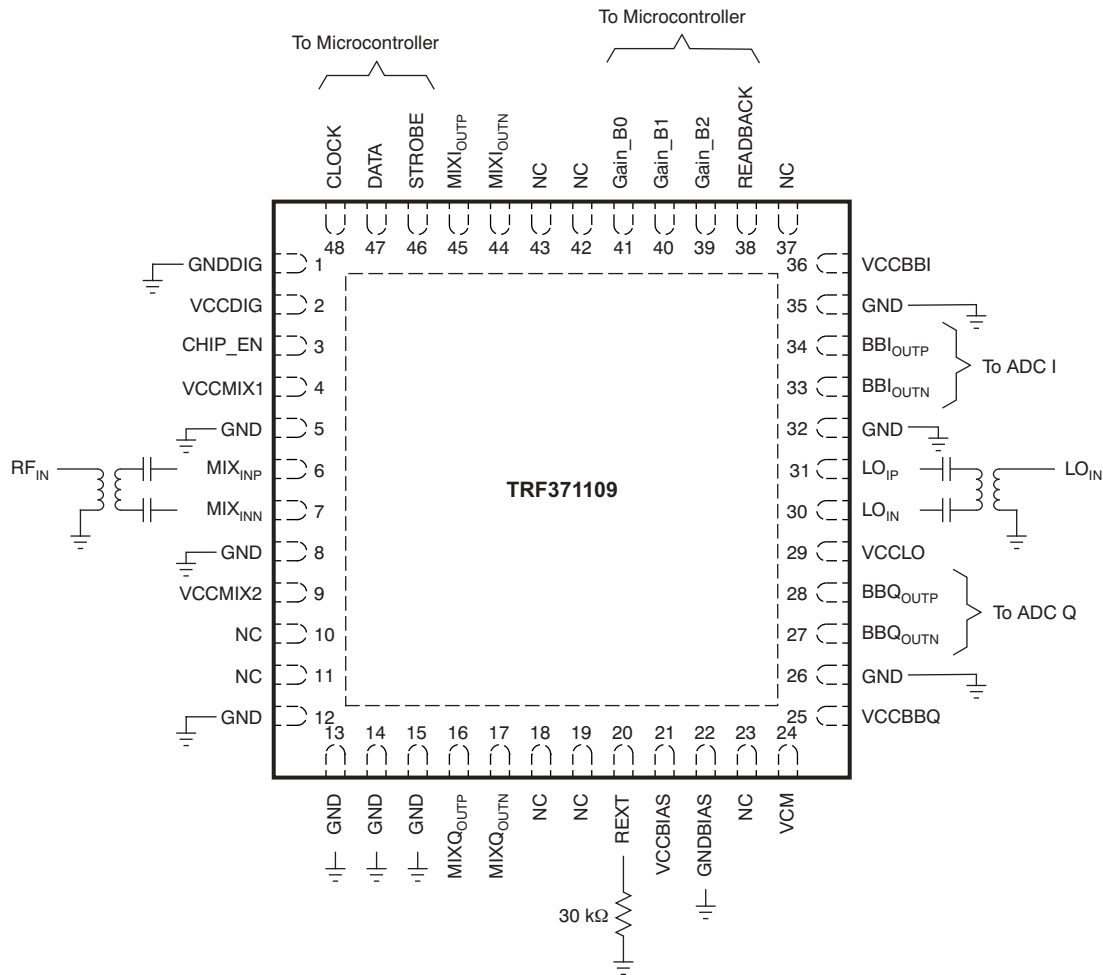 To Microcontroller
To Microcontroller
CLOCK
DATA
STROBE
MIXI_OUTP
MIXI_OUTN
NC
NC
Gain_B0
Gain_B1
Gain_B2
READBACK
NC
48
47
46
45
44
43
42
41
40
39
38
37
GNDDIG 1
VCCDIG 2
CHIP_EN 3
VCCMIX1 4
GND 5
RF_IN
MIX_INP 6
MIX_INN 7
GND 8
VCCMIX2 9
NC 10
NC 11
GND 12
TRF371109
36 VCCBBI
35 GND
34 BBI_OUTP
To ADC I
33 BBI_OUTN
32 GND
31 LO_IP
LO_IN
30 LO_IN
29 VCCLO
28 BBQ_OUTP
To ADC Q
27 BBQ_OUTN
26 GND
25 VCCBBQ
13
14
15
16
17
18
19
20
21
22
23
24
GND
GND
GND
MIXQ_OUTP
MIXQ_OUTN
NC
NC
REXT
VCCBIAS
GNDBIAS
NC
VCM
30 kΩ